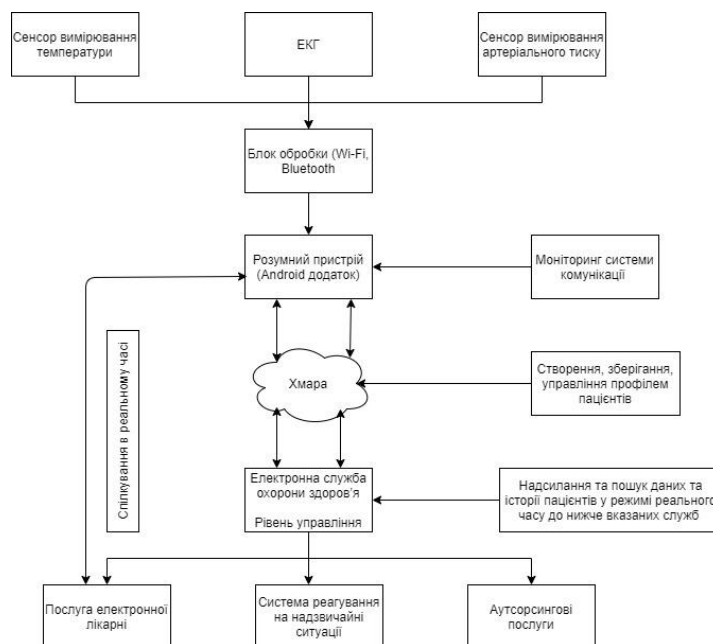 Сенсор вимірювання
температури
ЕКГ
Сенсор вимірювання
артеріального тиску
Блок обробки (Wi-Fi,
Bluetooth
Розумний пристрій
(Android додаток)
Моніторинг системи
комунікації
Спілкування в реальному часі
Хмара
Створення, зберігання,
управління профілем
пацієнтів
Електронна служба
охорони здоров'я
Рівень управління
Надсилання та пошук даних та
історії пацієнтів у режимі реального
часу до нижче вказаних служб
Послуга електронної
лікарні
Система реагування
на надзвичайні
ситуації
Аутсорсингові
послуги